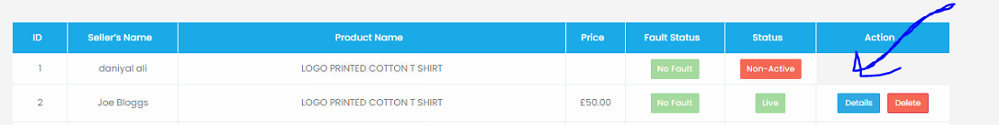 ID Seller's Name Product Name Price Fault Status Status Action
1 daniyal ali LOGO PRINTED COTTON T SHIRT No Fault Non-Active
2 Joe Bloggs LOGO PRINTED COTTON T SHIRT £50.00 No Fault Live Details Delete